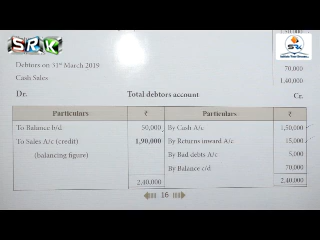 SRK
SRK
Debtors on 31st March 2019 70,000
Cash Sales 1,40,000
Dr. Total debtors account Cr.
Particulars ₹ Particulars ₹
To Balance b/d 50,000 By Cash A/c 1,50,000
To Sales A/c (credit) 1,90,000 By Returns inward A/c 15,000
(balancing figure) By Bad debts A/c 5,000
By Balance c/d 70,000
2,40,000 2,40,000
16